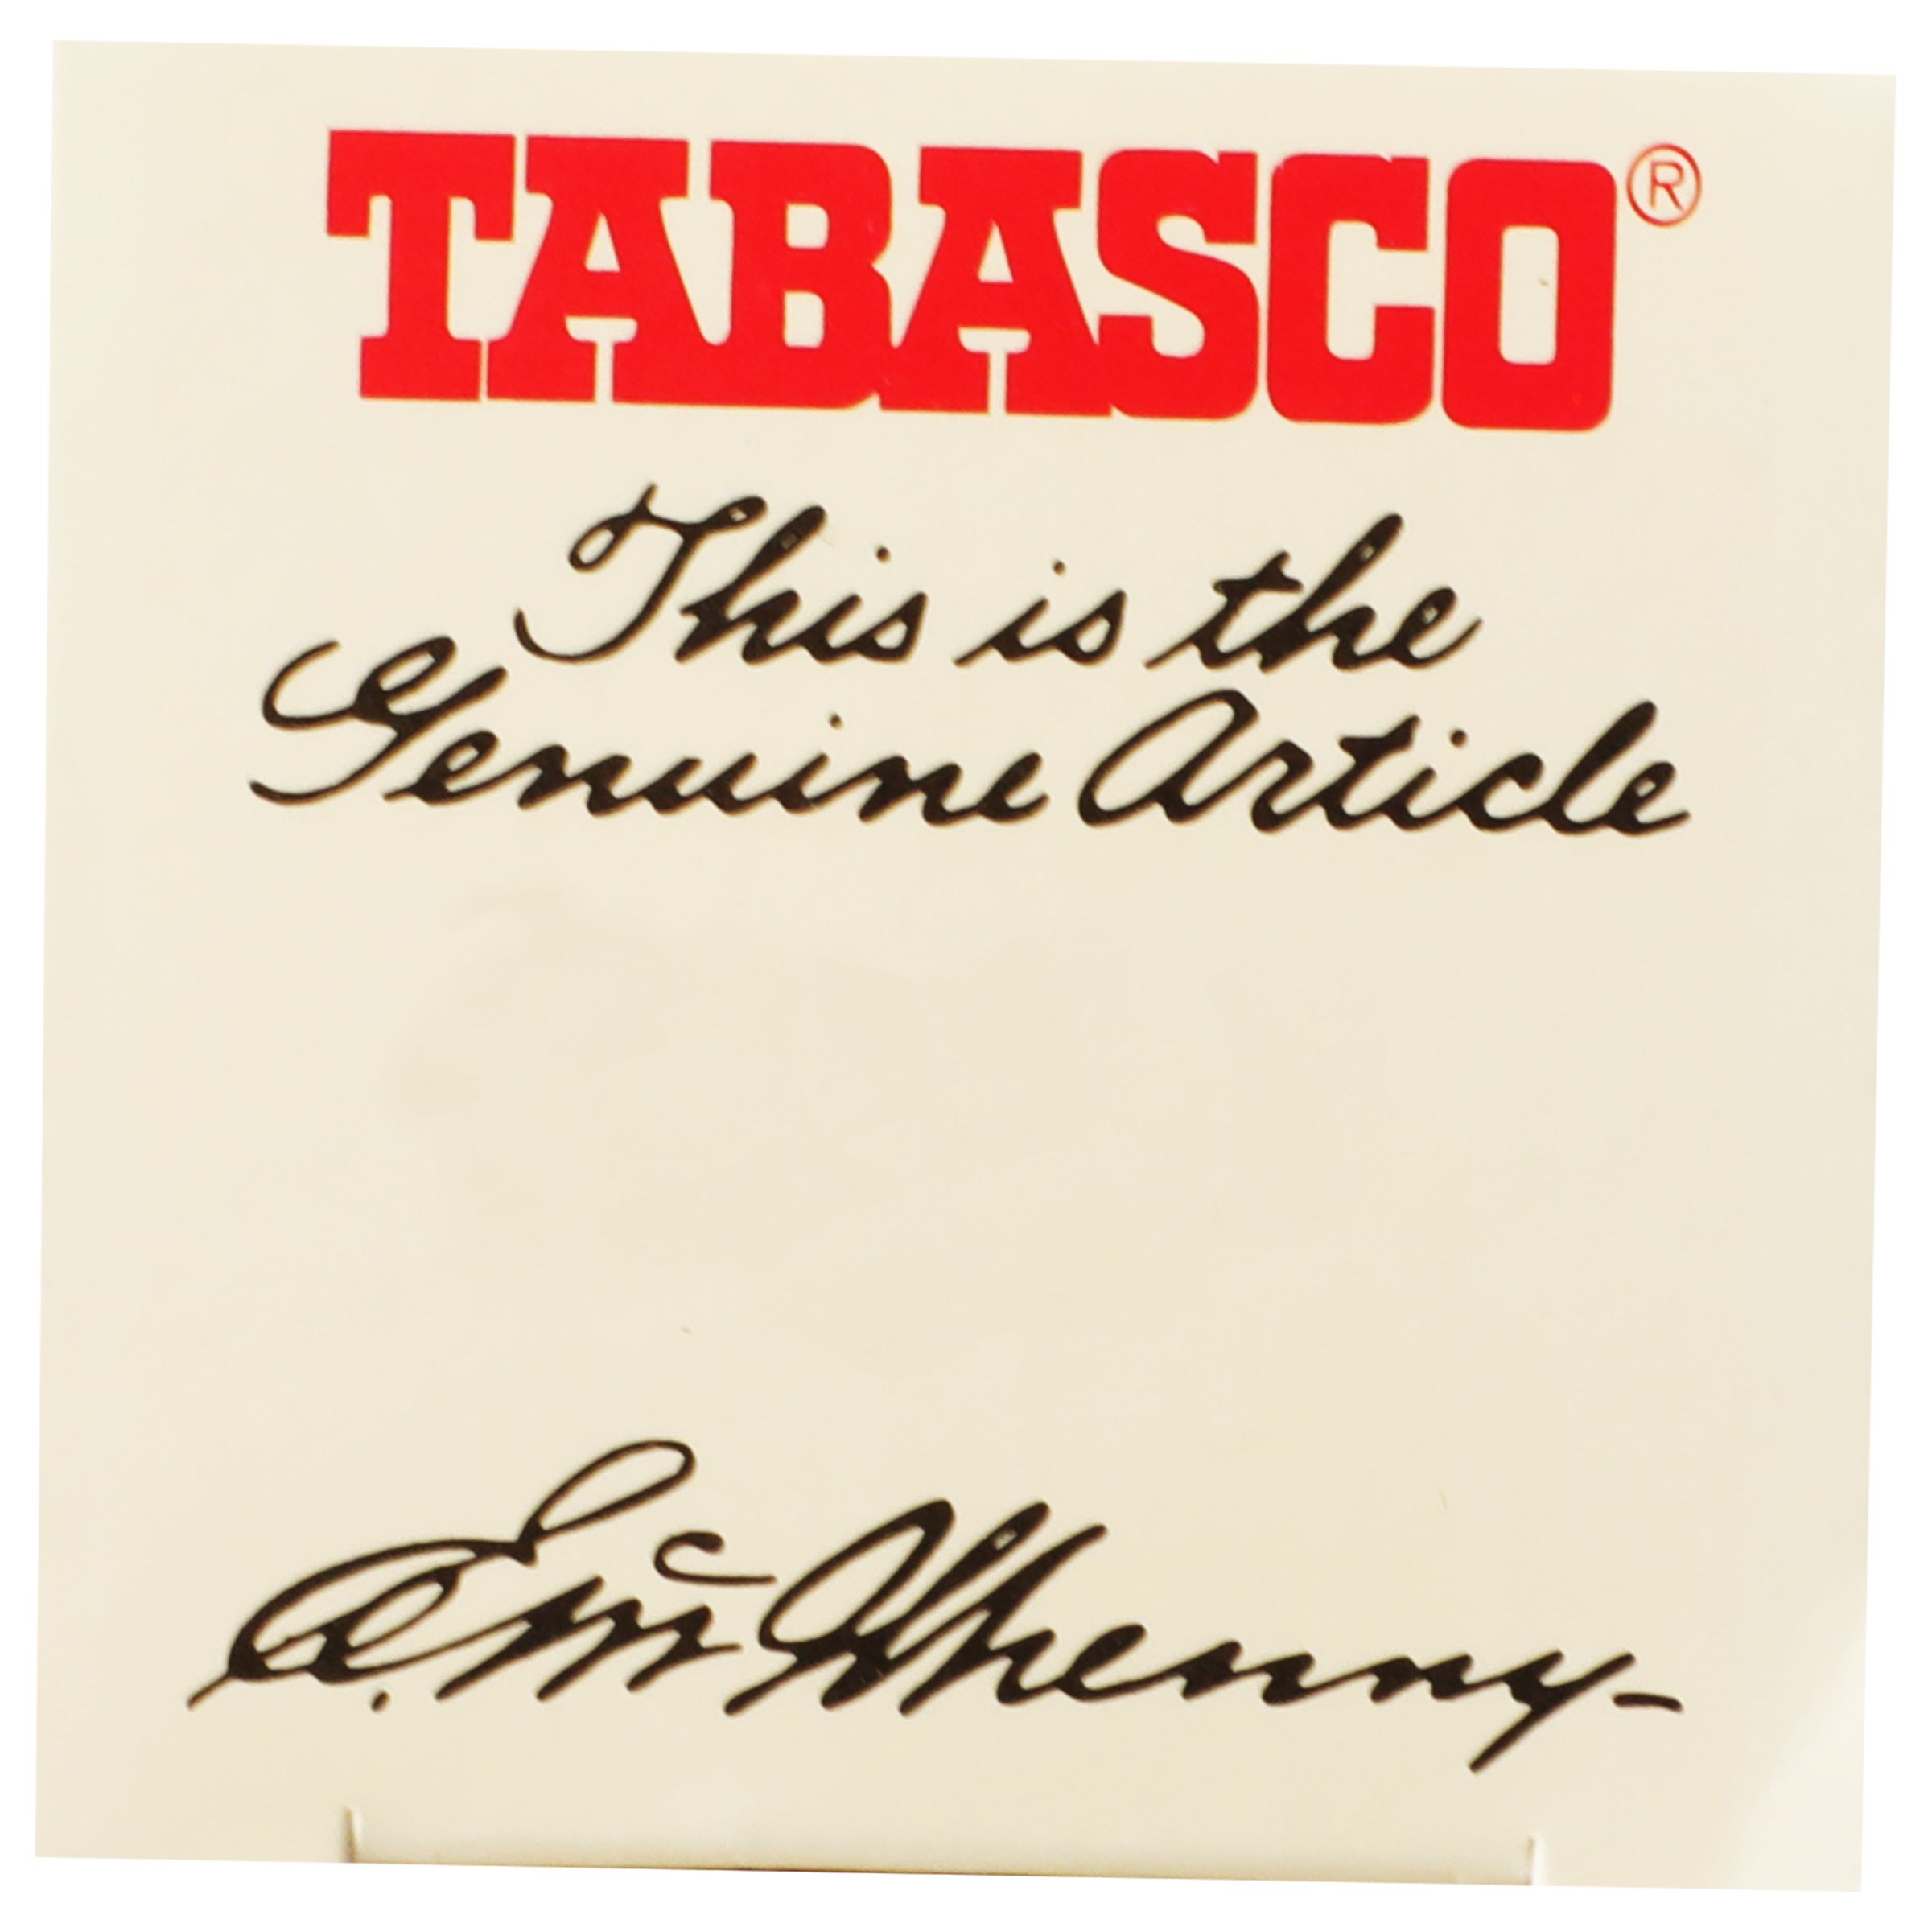 TABASCO®
This is the
Genuine Article
E. McIlhenny-